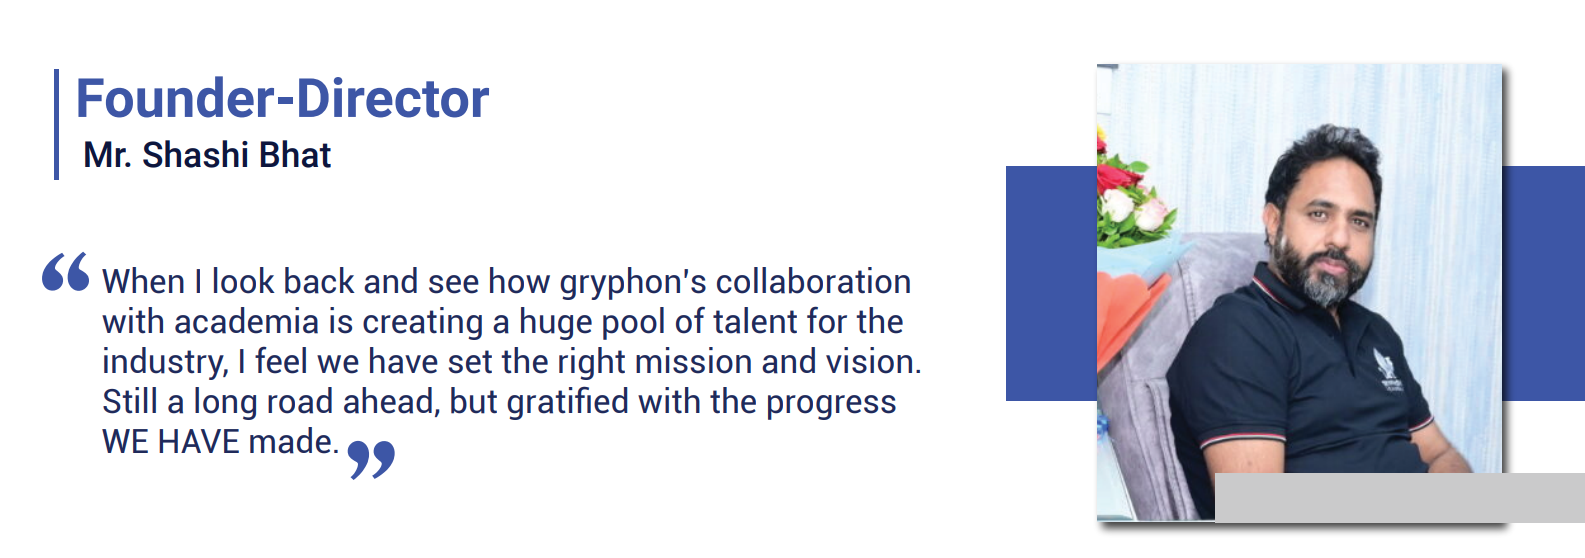 Founder-Director
Mr. Shashi Bhat
“ When I look back and see how gryphon's collaboration
with academia is creating a huge pool of talent for the
industry, I feel we have set the right mission and vision.
Still a long road ahead, but gratified with the progress
WE HAVE made. ”